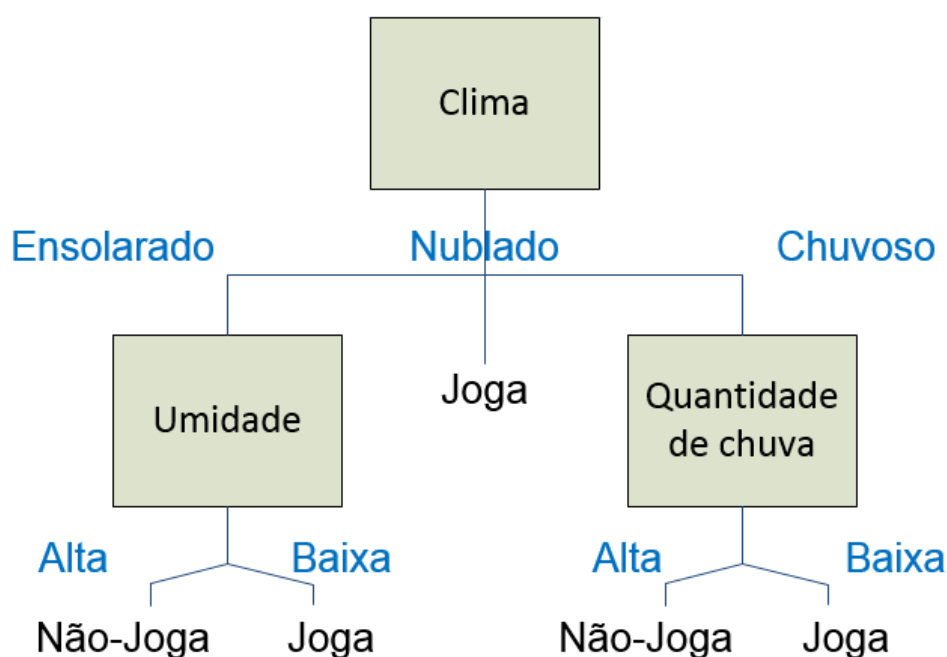 Clima
Ensolarado Nublado Chuvoso
Umidade
Joga
Quantidade
de chuva
Alta Baixa Alta Baixa
Não-Joga Joga Não-Joga Joga